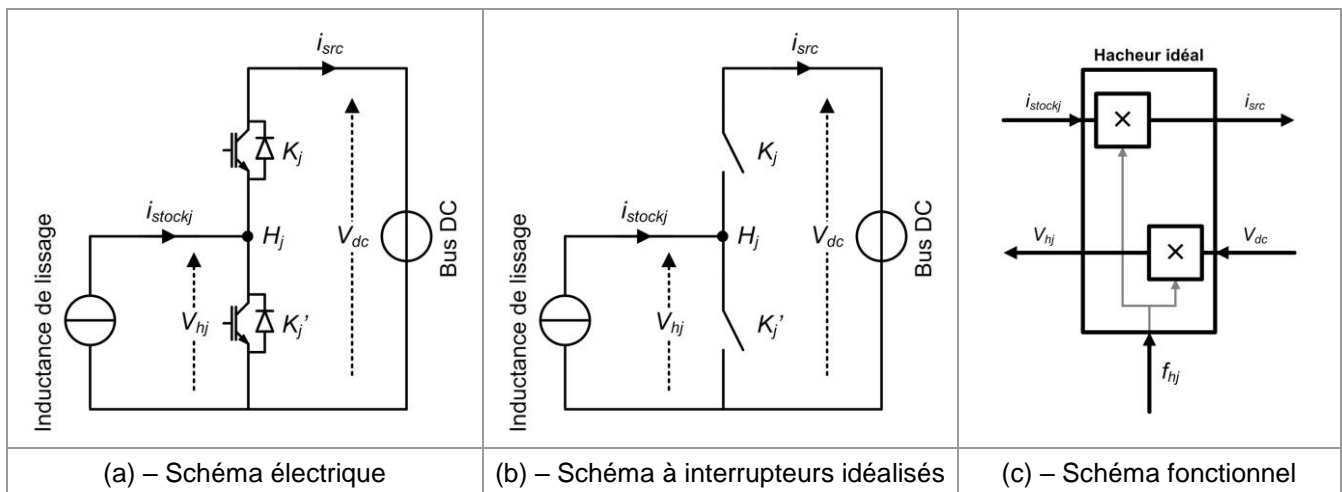 i_src
K_j
i_stockj
H_j
V_dc
V_hj
K_j’
Inductance de lissage
Bus DC
(a) – Schéma électrique
i_src
K_j
i_stockj
H_j
V_dc
V_hj
K_j’
Inductance de lissage
Bus DC
(b) – Schéma à interrupteurs idéalisés
Hacheur idéal
i_stockj
×
i_src
V_hj
×
V_dc
f_hj
(c) – Schéma fonctionnel